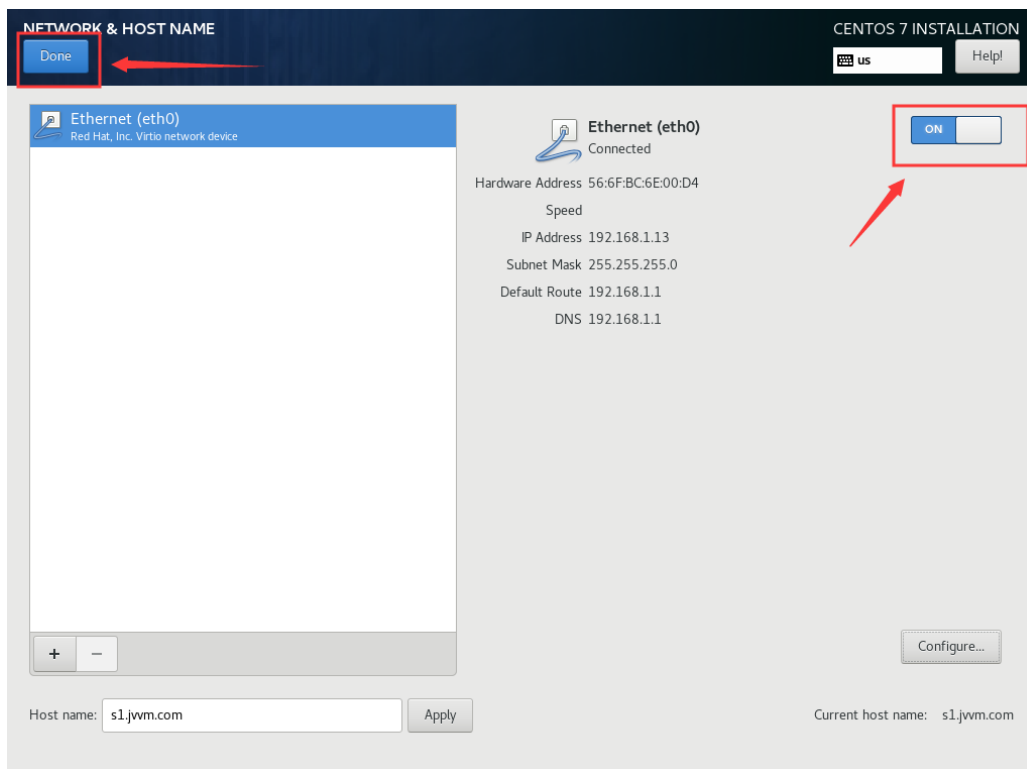 NETWORK & HOST NAME
CENTOS 7 INSTALLATION
Done
us
Help!
Ethernet (eth0)
Red Hat, Inc. Virtio network device
Ethernet (eth0)
Connected
ON
Hardware Address 56:6F:BC:6E:00:D4
Speed
IP Address 192.168.1.13
Subnet Mask 255.255.255.0
Default Route 192.168.1.1
DNS 192.168.1.1
+ −
Configure...
Host name: s1.jvvm.com Apply
Current host name: s1.jvvm.com